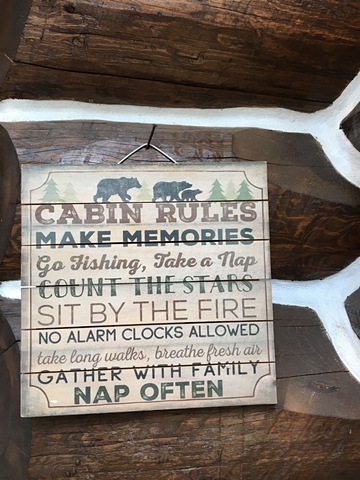 CABIN RULES
MAKE MEMORIES
Go Fishing, Take a Nap
COUNT THE STARS
SIT BY THE FIRE
NO ALARM CLOCKS ALLOWED
take long walks, breathe fresh air
GATHER WITH FAMILY
NAP OFTEN